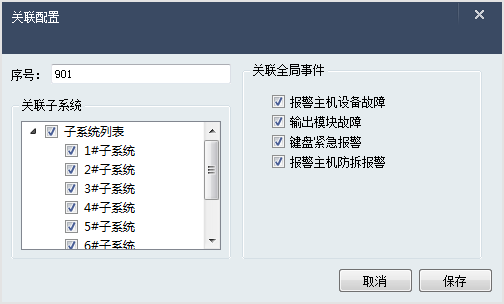 关联配置
序号： 901
关联子系统
子系统列表
1#子系统
2#子系统
3#子系统
4#子系统
5#子系统
6#子系统
关联全局事件
报警主机设备故障
输出模块故障
键盘紧急报警
报警主机防拆报警
取消 保存